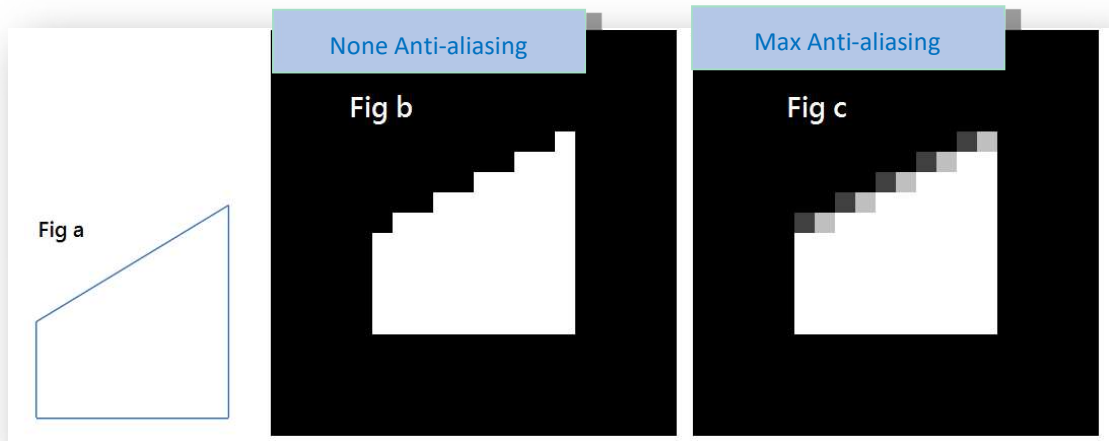 None Anti-aliasing
Max Anti-aliasing
Fig b
Fig c
Fig a